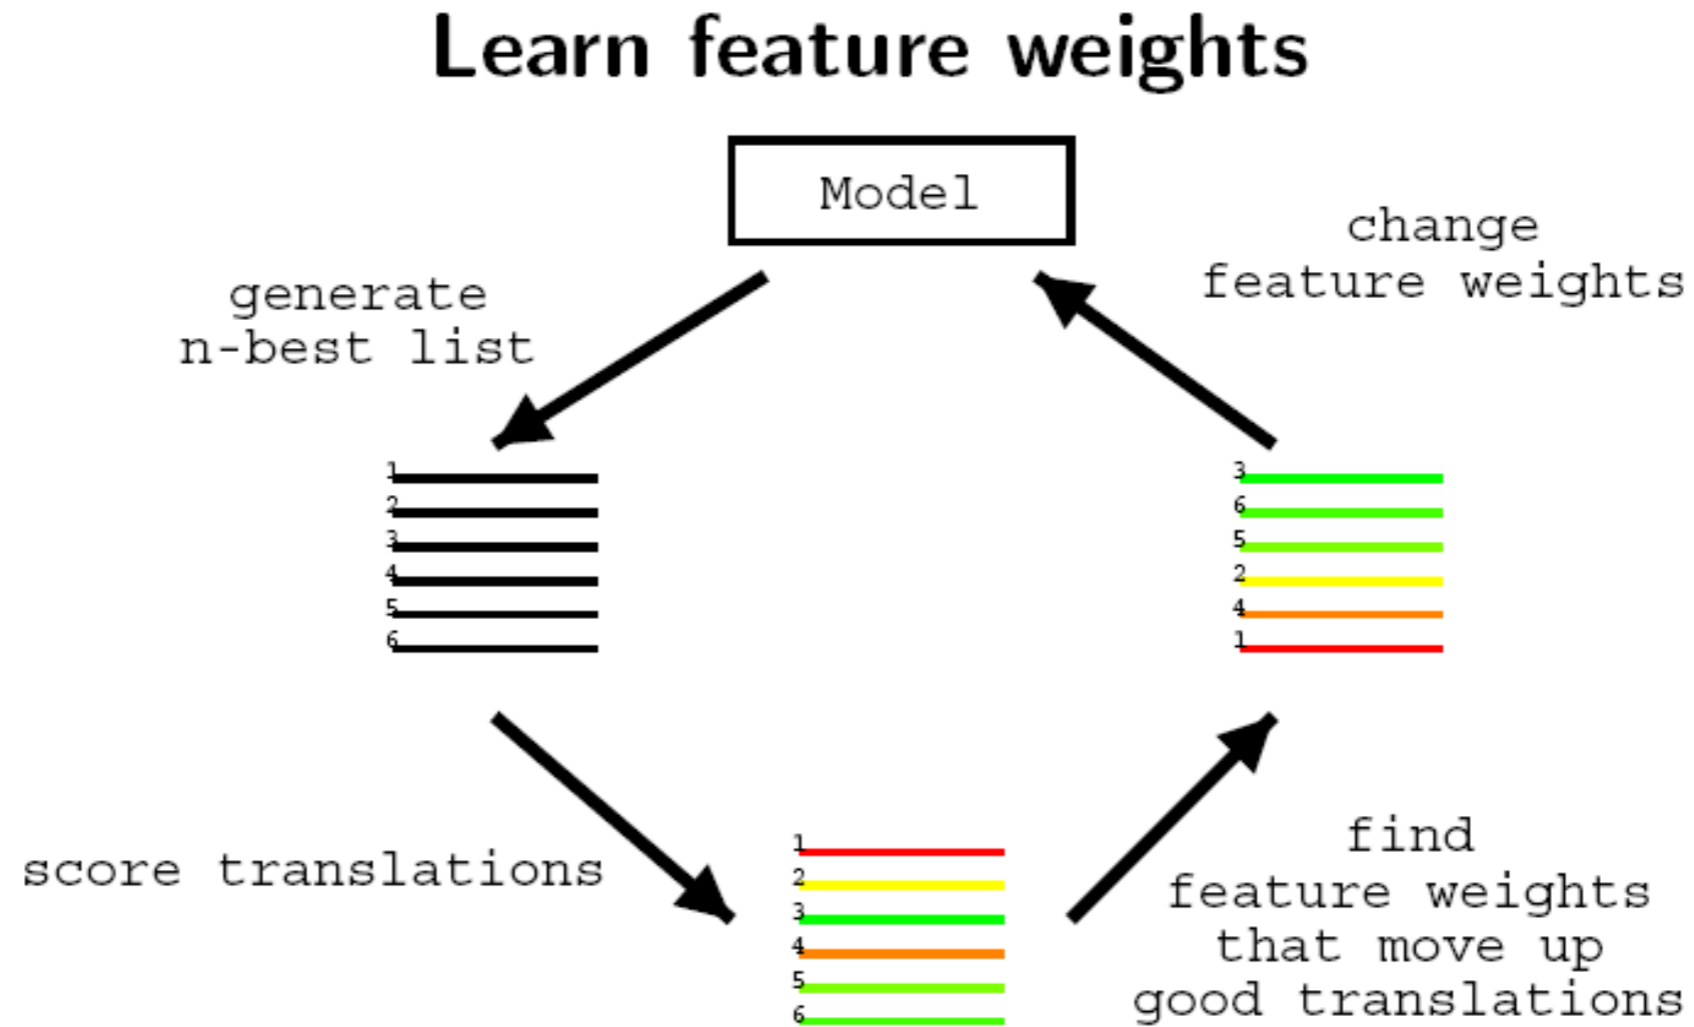 Learn feature weights
Model
change
feature weights
generate
n-best list
1
2
3
4
5
6
3
6
5
2
4
1
score translations
1
2
3
4
5
6
find
feature weights
that move up
good translations